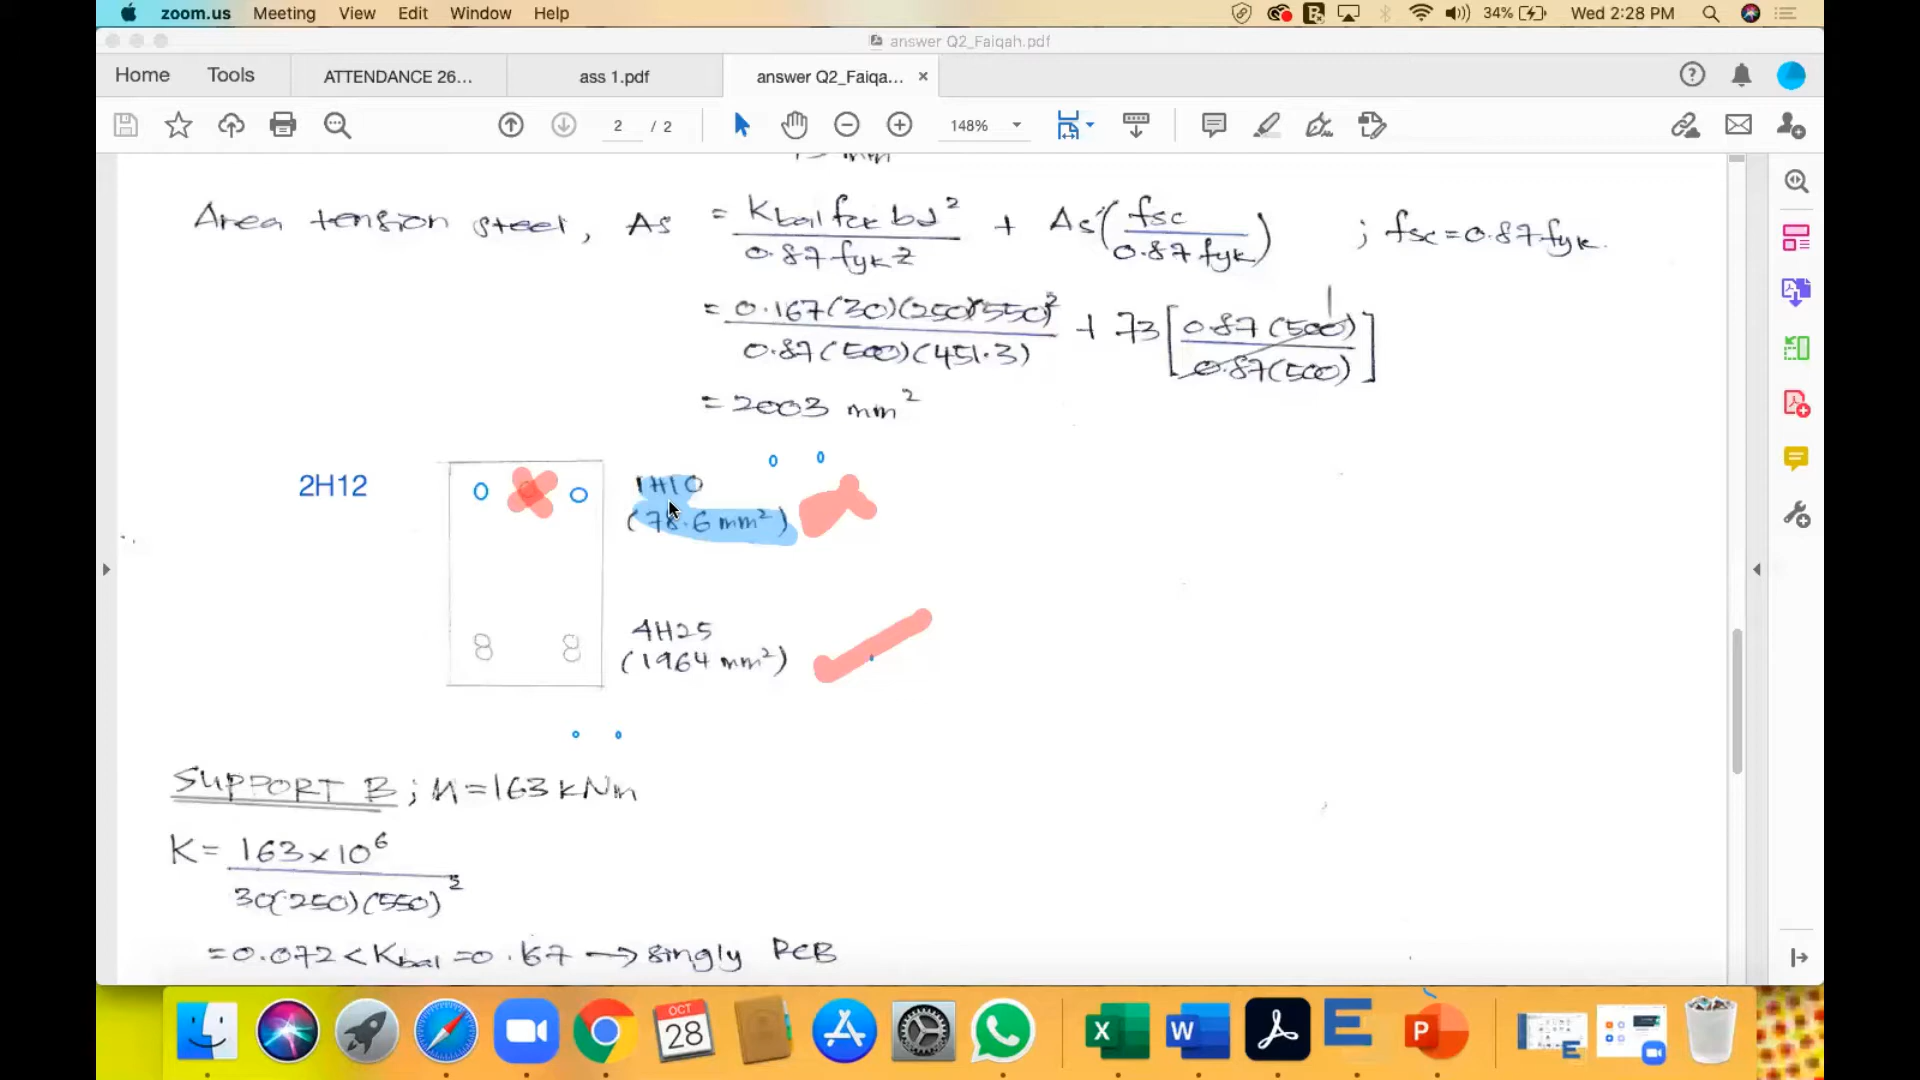 zoom.us Meeting View Edit Window Help 34% Wed 2:28 PM
answer Q2_Faiqah.pdf
Home Tools ATTENDANCE 26... ass 1.pdf answer Q2_Faiqa... ×
2 / 2 148%
mm
Area tension steel, As = Kbal fck bd² / 0.87 fyk z + As'(fsc / 0.87 fyk) ; fsc = 0.87 fyk.
= 0.167(30)(250)(550)² / 0.87(500)(451.3) + 73[0.87(500) / 0.87(500)] 1
= 2003 mm²
2H12
1H10
(78.6 mm²)
4H25
(1964 mm²)
SUPPORT B ; M = 163 kNm
K = 163 x 10⁶ / 30(250)(550)²
= 0.072 < Kbal = 0.167 → singly RCB
OCT
28
X W E P